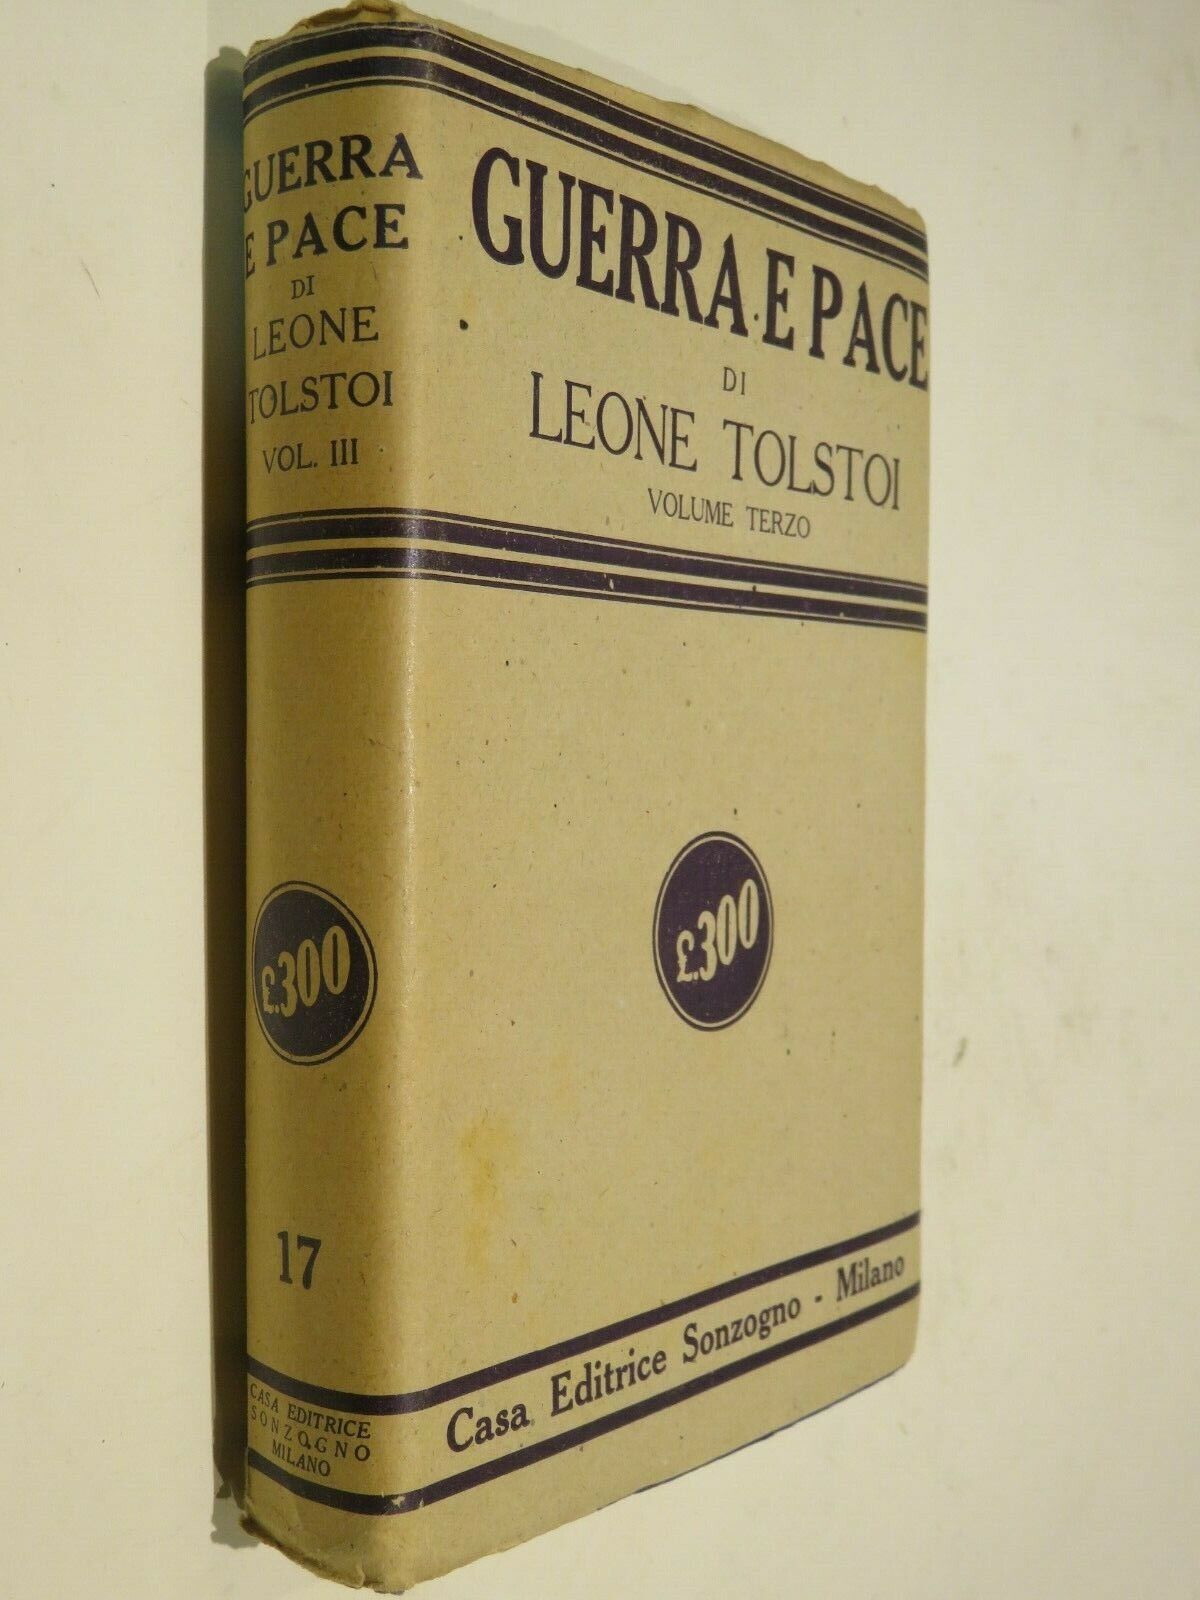 GUERRA
E PACE
DI
LEONE
TOLSTOI
VOL. III
£.300
17
CASA EDITRICE
SONZOGNO
MILANO
GUERRA E PACE
DI
LEONE TOLSTOI
VOLUME TERZO
£.300
Casa Editrice Sonzogno - Milano